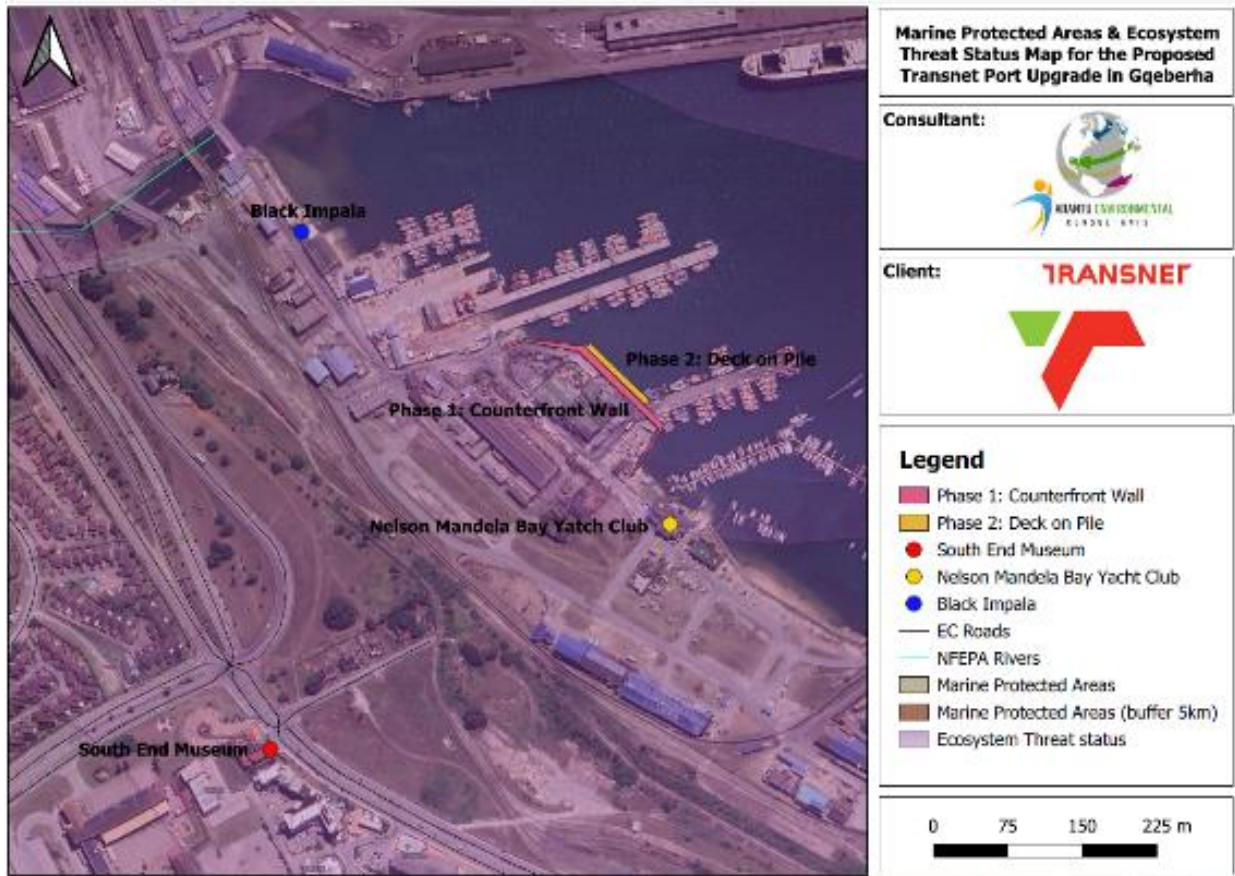 Marine Protected Areas & Ecosystem
Threat Status Map for the Proposed
Transnet Port Upgrade in Gqeberha
Consultant:
ENVIRONMENTAL
Client:
TRANSNET
Black Impala
Phase 2: Deck on Pile
Phase 1: Counterfront Wall
Nelson Mandela Bay Yatch Club
South End Museum
Legend
Phase 1: Counterfront Wall
Phase 2: Deck on Pile
South End Museum
Nelson Mandela Bay Yacht Club
Black Impala
EC Roads
NFEPA Rivers
Marine Protected Areas
Marine Protected Areas (buffer 5km)
Ecosystem Threat status
0 75 150 225 m